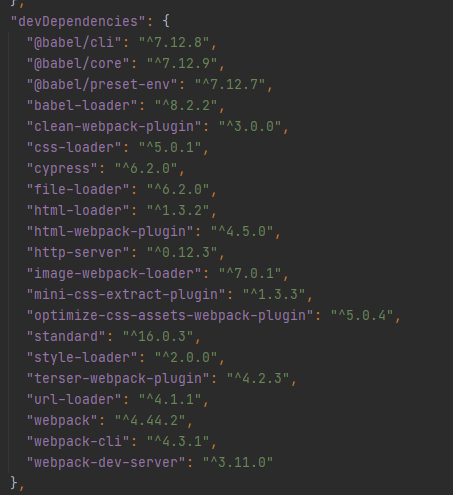 },
"devDependencies": {
"@babel/cli": "^7.12.8",
"@babel/core": "^7.12.9",
"@babel/preset-env": "^7.12.7",
"babel-loader": "^8.2.2",
"clean-webpack-plugin": "^3.0.0",
"css-loader": "^5.0.1",
"cypress": "^6.2.0",
"file-loader": "^6.2.0",
"html-loader": "^1.3.2",
"html-webpack-plugin": "^4.5.0",
"http-server": "^0.12.3",
"image-webpack-loader": "^7.0.1",
"mini-css-extract-plugin": "^1.3.3",
"optimize-css-assets-webpack-plugin": "^5.0.4",
"standard": "^16.0.3",
"style-loader": "^2.0.0",
"terser-webpack-plugin": "^4.2.3",
"url-loader": "^4.1.1",
"webpack": "^4.44.2",
"webpack-cli": "^4.3.1",
"webpack-dev-server": "^3.11.0"
},